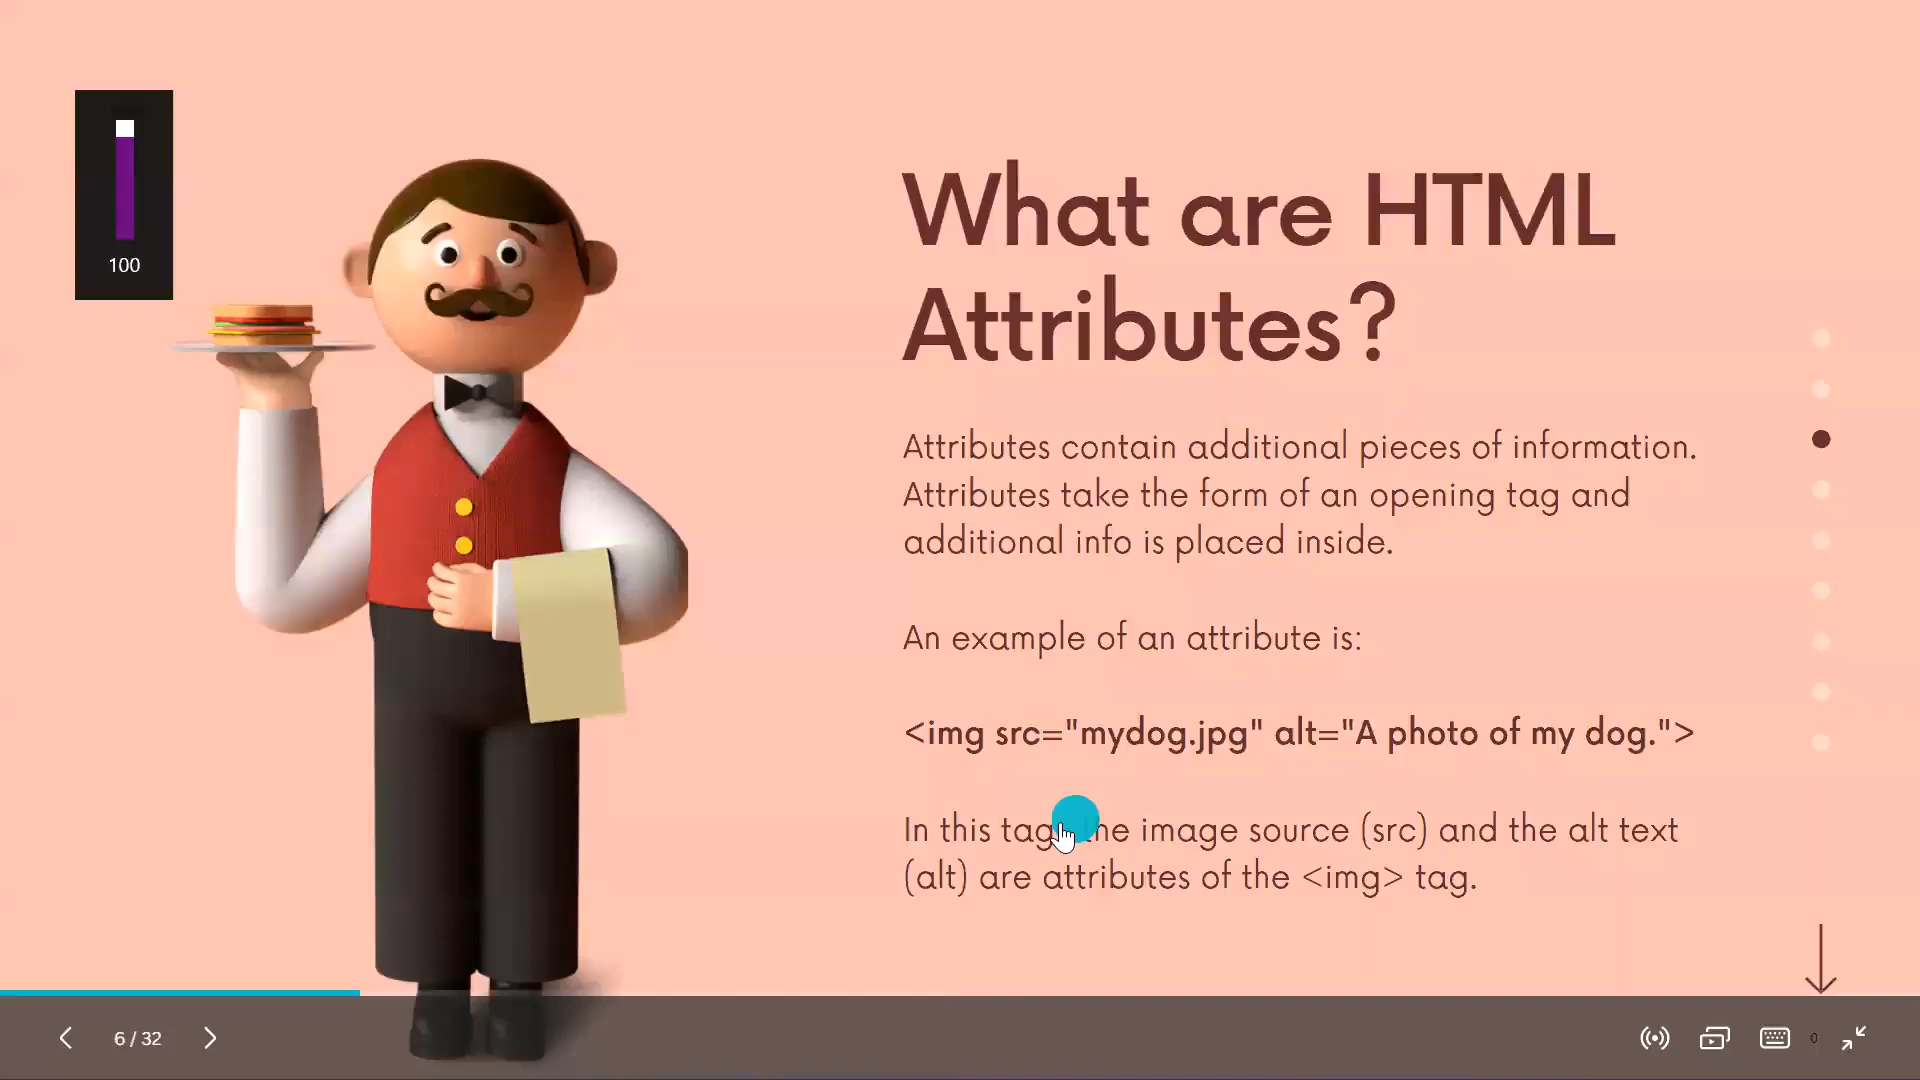 100
What are HTML
Attributes?
Attributes contain additional pieces of information.
Attributes take the form of an opening tag and
additional info is placed inside.
An example of an attribute is:
<img src="mydog.jpg" alt="A photo of my dog.">
In this tag the image source (src) and the alt text
(alt) are attributes of the <img> tag.
6 / 32
0